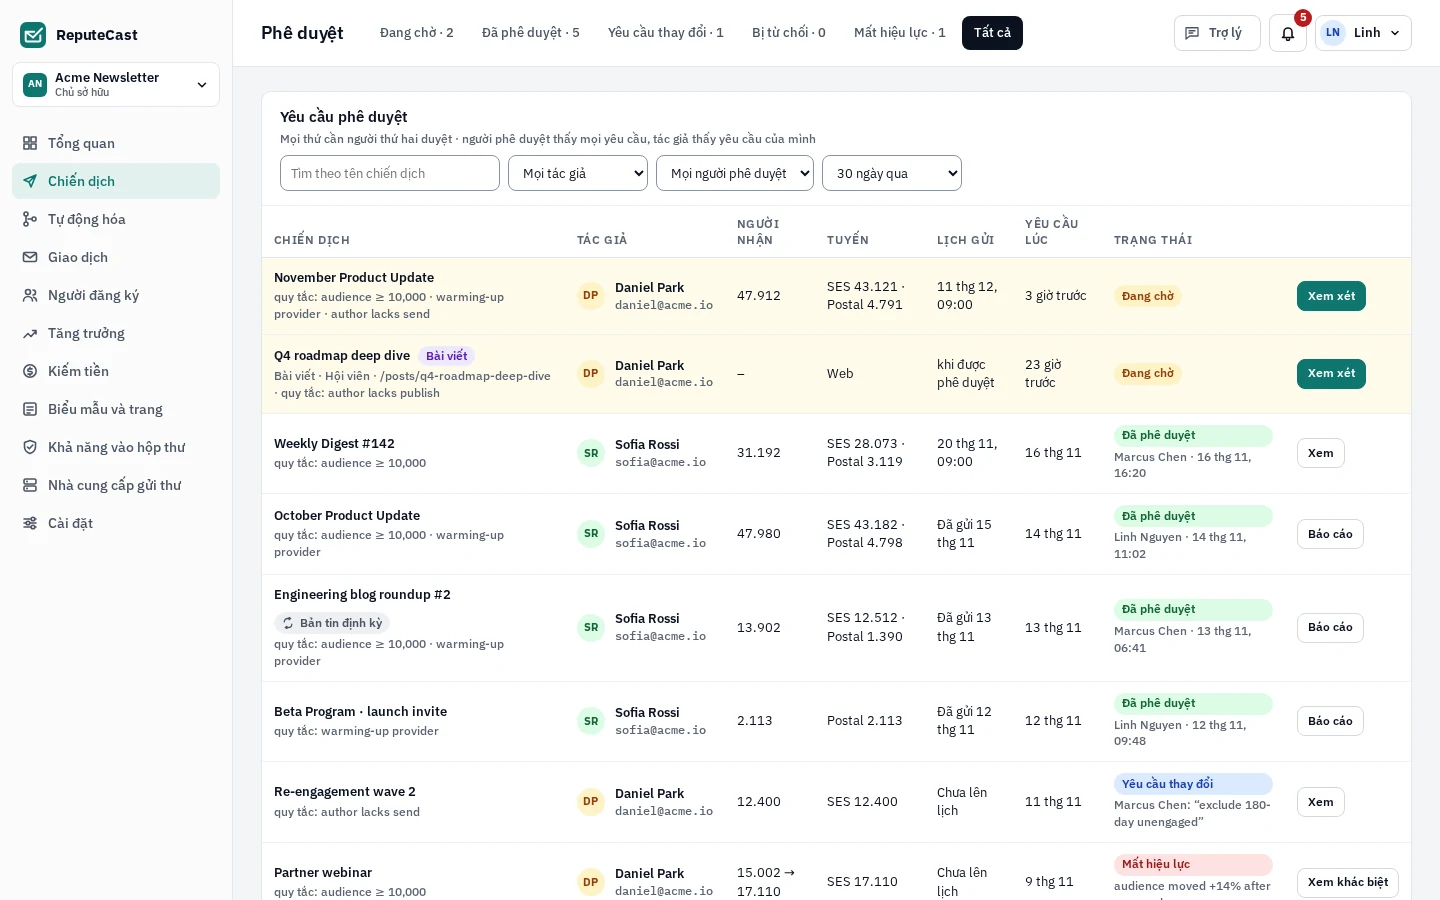 ReputeCast
AN
Acme Newsletter
Chủ sở hữu
Tổng quan
Chiến dịch
Tự động hóa
Giao dịch
Người đăng ký
Tăng trưởng
Kiếm tiền
Biểu mẫu và trang
Khả năng vào hộp thư
Nhà cung cấp gửi thư
Cài đặt
Phê duyệt
Đang chờ · 2
Đã phê duyệt · 5
Yêu cầu thay đổi · 1
Bị từ chối · 0
Mất hiệu lực · 1
Tất cả
Trợ lý
5
LN
Linh
Yêu cầu phê duyệt
Mọi thứ cần người thứ hai duyệt · người phê duyệt thấy mọi yêu cầu, tác giả thấy yêu cầu của mình
Tìm theo tên chiến dịch
Mọi tác giả
Mọi người phê duyệt
30 ngày qua
CHIẾN DỊCH
TÁC GIẢ
NGƯỜI
NHẬN
TUYẾN
LỊCH GỬI
YÊU CẦU
LÚC
TRẠNG THÁI
November Product Update
quy tắc: audience ≥ 10,000 · warming-up
provider · author lacks send
DP
Daniel Park
daniel@acme.io
47.912
SES 43.121 ·
Postal 4.791
11 thg 12,
09:00
3 giờ trước
Đang chờ
Xem xét
Q4 roadmap deep dive
Bài viết
Bài viết · Hội viên · /posts/q4-roadmap-deep-dive
· quy tắc: author lacks publish
DP
Daniel Park
daniel@acme.io
–
Web
khi được
phê duyệt
23 giờ
trước
Đang chờ
Xem xét
Weekly Digest #142
quy tắc: audience ≥ 10,000
SR
Sofia Rossi
sofia@acme.io
31.192
SES 28.073 ·
Postal 3.119
20 thg 11,
09:00
16 thg 11
Đã phê duyệt
Marcus Chen · 16 thg 11,
16:20
Xem
October Product Update
quy tắc: audience ≥ 10,000 · warming-up
provider
SR
Sofia Rossi
sofia@acme.io
47.980
SES 43.182 ·
Postal 4.798
Đã gửi 15
thg 11
14 thg 11
Đã phê duyệt
Linh Nguyen · 14 thg 11,
11:02
Báo cáo
Engineering blog roundup #2
Bản tin định kỳ
quy tắc: audience ≥ 10,000 · warming-up
provider
SR
Sofia Rossi
sofia@acme.io
13.902
SES 12.512 ·
Postal 1.390
Đã gửi 13
thg 11
13 thg 11
Đã phê duyệt
Marcus Chen · 13 thg 11,
06:41
Báo cáo
Beta Program · launch invite
quy tắc: warming-up provider
SR
Sofia Rossi
sofia@acme.io
2.113
Postal 2.113
Đã gửi 12
thg 11
12 thg 11
Đã phê duyệt
Linh Nguyen · 12 thg 11,
09:48
Báo cáo
Re-engagement wave 2
quy tắc: author lacks send
DP
Daniel Park
daniel@acme.io
12.400
SES 12.400
Chưa lên
lịch
11 thg 11
Yêu cầu thay đổi
Marcus Chen: “exclude 180-
day unengaged”
Xem
Partner webinar
quy tắc: audience ≥ 10,000
DP
Daniel Park
daniel@acme.io
15.002 →
17.110
SES 17.110
Chưa lên
lịch
9 thg 11
Mất hiệu lực
audience moved +14% after
Xem khác biệt